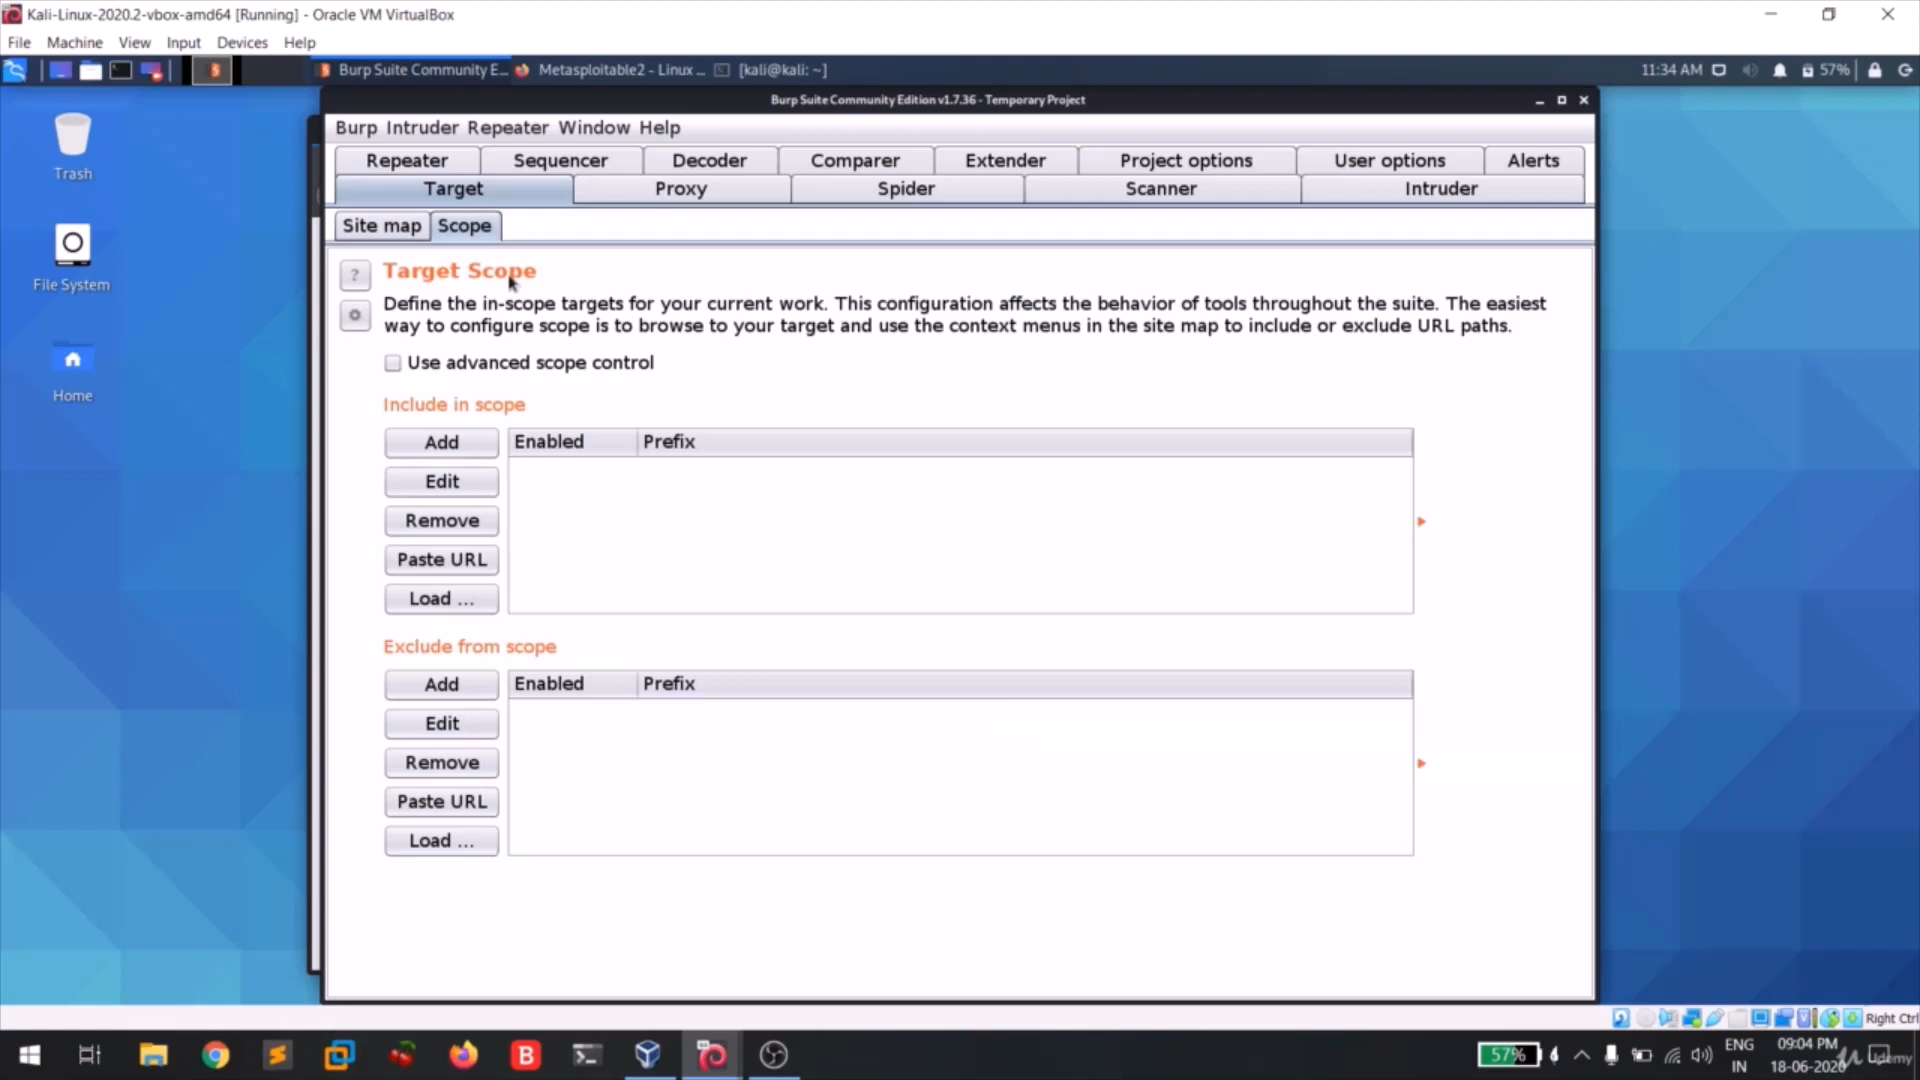 Kali-Linux-2020.2-vbox-amd64 [Running] - Oracle VM VirtualBox
File Machine View Input Devices Help
Burp Suite Community E... Metasploitable2 - Linux ... [kali@kali: ~] 11:34 AM 57%
Burp Suite Community Edition v1.7.36 - Temporary Project
Burp Intruder Repeater Window Help
Repeater Sequencer Decoder Comparer Extender Project options User options Alerts
Target Proxy Spider Scanner Intruder
Site map Scope
Trash
File System
Home
? Target Scope
Define the in-scope targets for your current work. This configuration affects the behavior of tools throughout the suite. The easiest
way to configure scope is to browse to your target and use the context menus in the site map to include or exclude URL paths.
Use advanced scope control
Include in scope
Add Enabled Prefix
Edit
Remove
Paste URL
Load ...
Exclude from scope
Add Enabled Prefix
Edit
Remove
Paste URL
Load ...
Right Ctrl
57% ENG 09:04 PM
IN 18-06-2020
Udemy